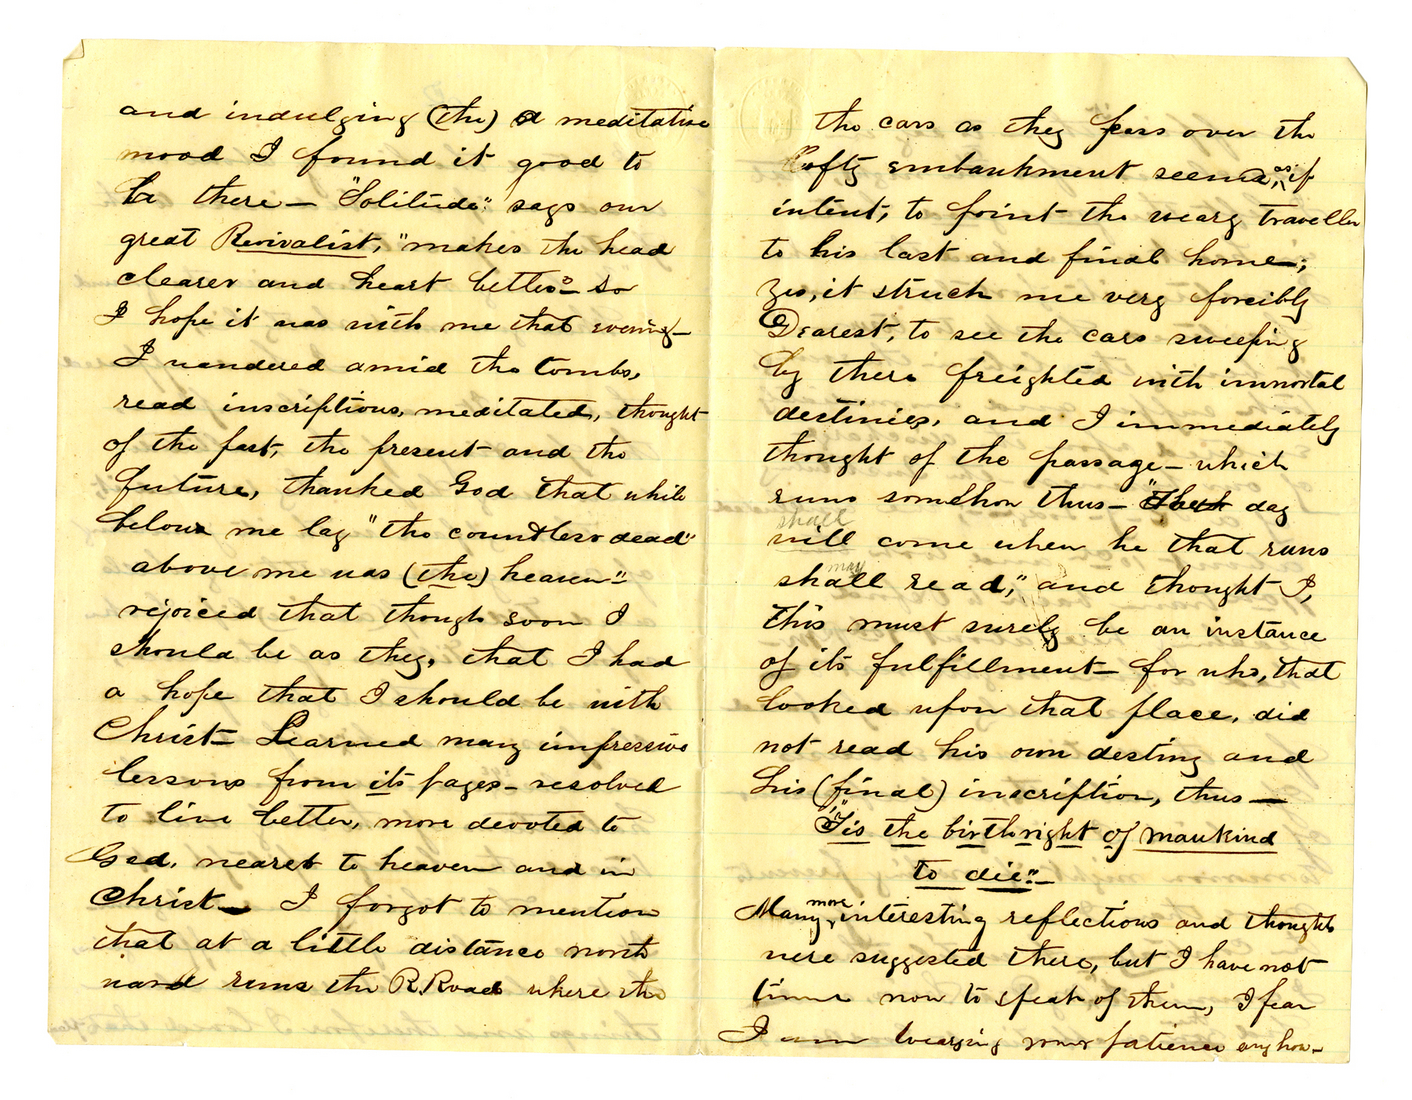 and indulging (the) a meditative
mood I found it good to
be there — "Solitude" says our
great Revivalist, "makes the head
clearer and heart better" — So
I hope it was with me that evening —
I wandered amid the tombs,
read inscriptions, meditated, thought
of the past, the present and the
future, thanked God that while
below me lay "the countless dead"
above me was (the) heaven" —
rejoiced that though soon I
should be as they, that I had
a hope that I should be with
Christ — Learned many impressive
lessons from its pages — resolved
to live better, more devoted to
God, nearer to heaven and in
Christ — I forgot to mention
that at a little distance north
ward runs the R. Road where the
the cars as they pass over the
lofty embankment seemed, as if
intent, to point the weary traveller
to his last and final home;
Yes, it struck me very forcibly
Dearest, to see the cars sweeping
by there freighted with immortal
destinies, and I immediately
thought of the passage — which
runs somehow thus — "the day
shall
will come when he that runs
may
shall read," and thought I,
this must surely be an instance
of its fulfillment — for who, that
looked upon that place, did
not read his own destiny and
his (final) inscription, thus —
"'Tis the birthright of mankind
to die" —
Many more interesting reflections and thoughts
were suggested there, but I have not
time now to speak of them, I fear
I am wearying your patience anyhow —